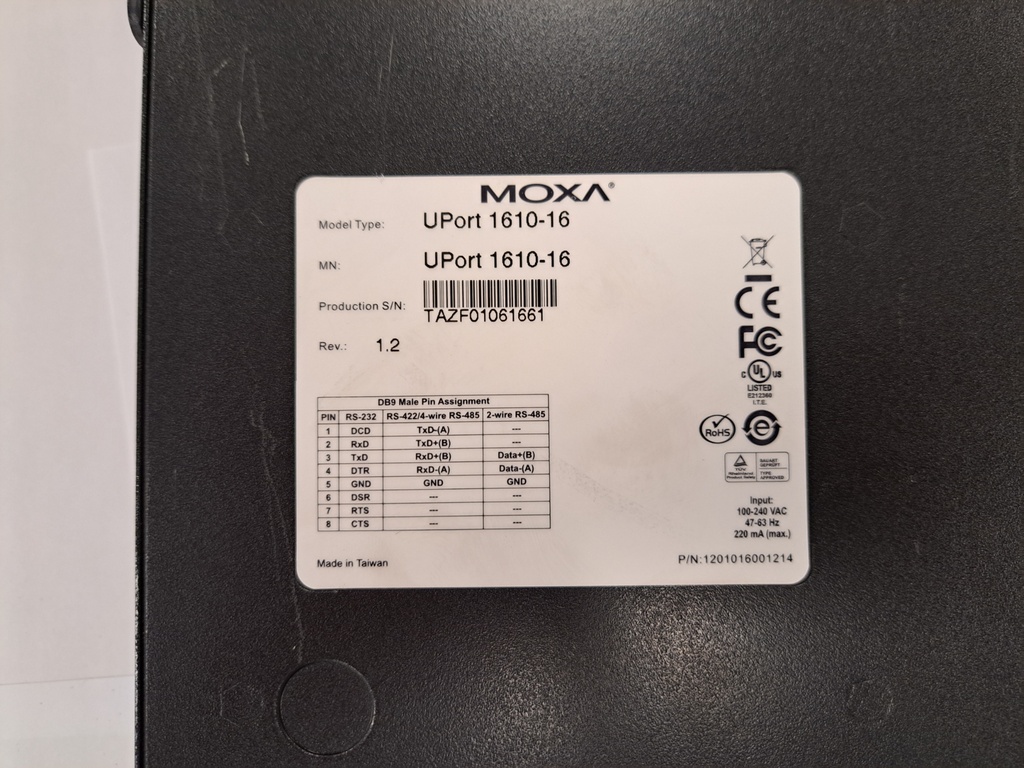 MOXA®
Model Type: UPort 1610-16
MN: UPort 1610-16
Production S/N: TAZF01061661
Rev.: 1.2
DB9 Male Pin Assignment
PIN RS-232 RS-422/4-wire RS-485 2-wire RS-485
1 DCD TxD-(A) ---
2 RxD TxD+(B) ---
3 TxD RxD+(B) Data+(B)
4 DTR RxD-(A) Data-(A)
5 GND GND GND
6 DSR --- ---
7 RTS --- ---
8 CTS --- ---
Made in Taiwan
CE
FC
C UL US
LISTED
E212360
I.T.E.
RoHS
e
TÜV
TYPE
APPROVED
Input:
100-240 VAC
47-63 Hz
220 mA (max.)
P/N:1201016001214